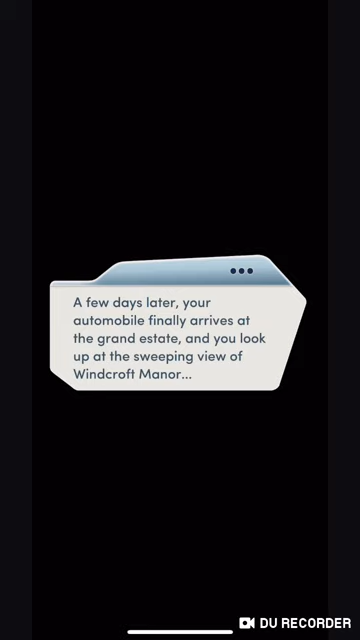 A few days later, your
automobile finally arrives at
the grand estate, and you look
up at the sweeping view of
Windcroft Manor...
DU RECORDER